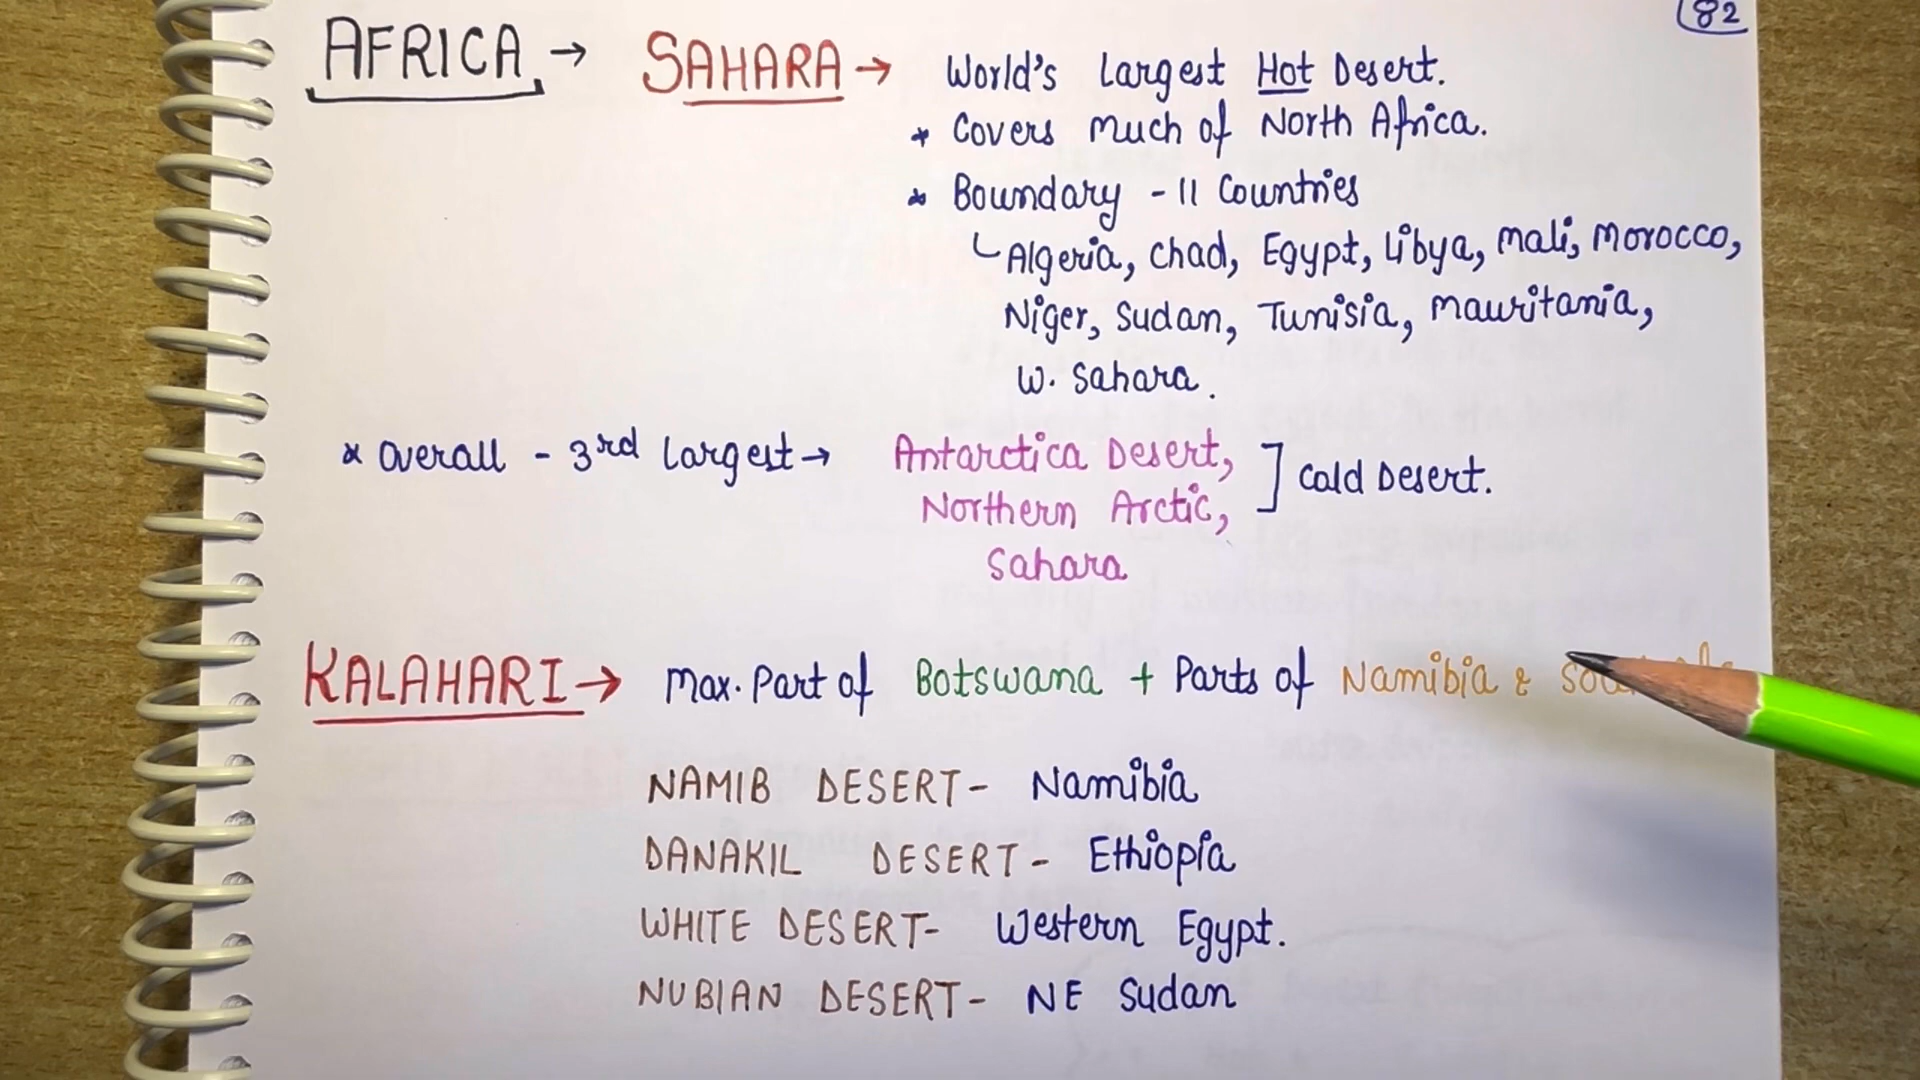 82
AFRICA → SAHARA → World's Largest Hot Desert.
* Covers much of North Africa.
* Boundary - 11 Countries
Algeria, Chad, Egypt, Libya, Mali, Morocco,
Niger, Sudan, Tunisia, Mauritania,
W. Sahara.
* Overall - 3rd Largest → Antarctica Desert,
Northern Arctic, ] Cold Desert.
Sahara
KALAHARI → Max. Part of Botswana + Parts of Namibia &
NAMIB DESERT - Namibia
DANAKIL DESERT - Ethiopia
WHITE DESERT - Western Egypt.
NUBIAN DESERT - NE Sudan